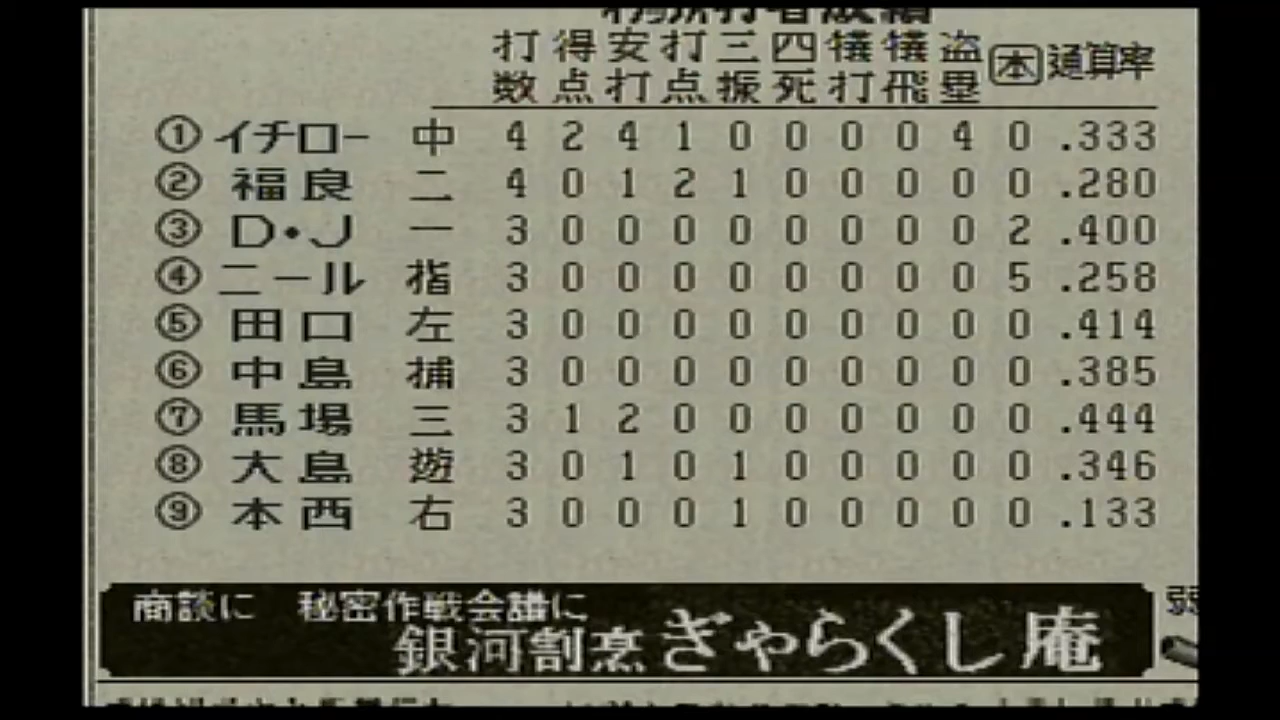 打数 得点 安打 打点 三振 四死 犠打 犠飛 盗塁 本 通算率
① イチロー 中 4 2 4 1 0 0 0 0 4 0 .333
② 福良 二 4 0 1 2 1 0 0 0 0 0 .280
③ D・J 一 3 0 0 0 0 0 0 0 0 2 .400
④ ニール 指 3 0 0 0 0 0 0 0 0 5 .258
⑤ 田口 左 3 0 0 0 0 0 0 0 0 0 .414
⑥ 中島 捕 3 0 0 0 0 0 0 0 0 0 .385
⑦ 馬場 三 3 1 2 0 0 0 0 0 0 0 .444
⑧ 大島 遊 3 0 1 0 1 0 0 0 0 0 .346
⑨ 本西 右 3 0 0 0 1 0 0 0 0 0 .133
商談に 秘密作戦会議に
銀河割烹 ぎゃらくし庵